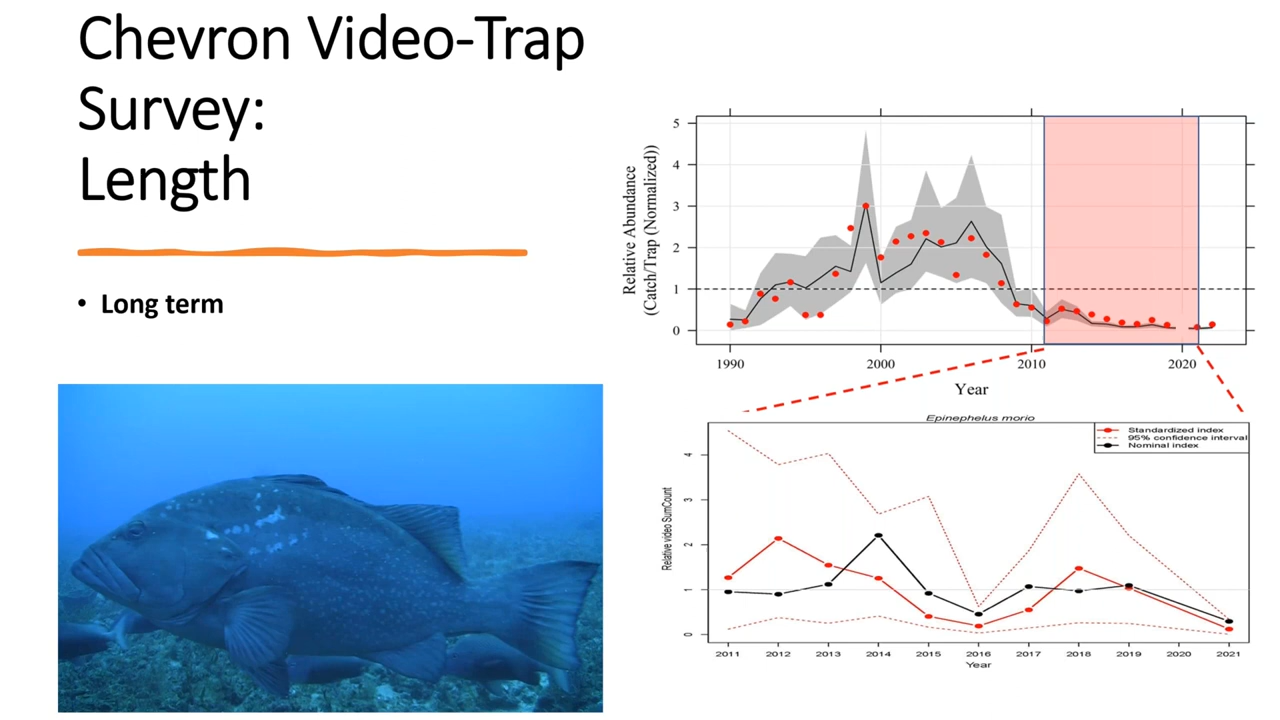 Chevron Video-Trap
Survey:
Length
• Long term
Relative Abundance
(Catch/Trap (Normalized))
5
4
3
2
1
0
1990 2000 2010 2020
Year
Epinephelus morio
Standardized index
95% confidence interval
Nominal index
Relative video SumCount
4
3
2
1
0
2011 2012 2013 2014 2015 2016 2017 2018 2019 2020 2021
Year